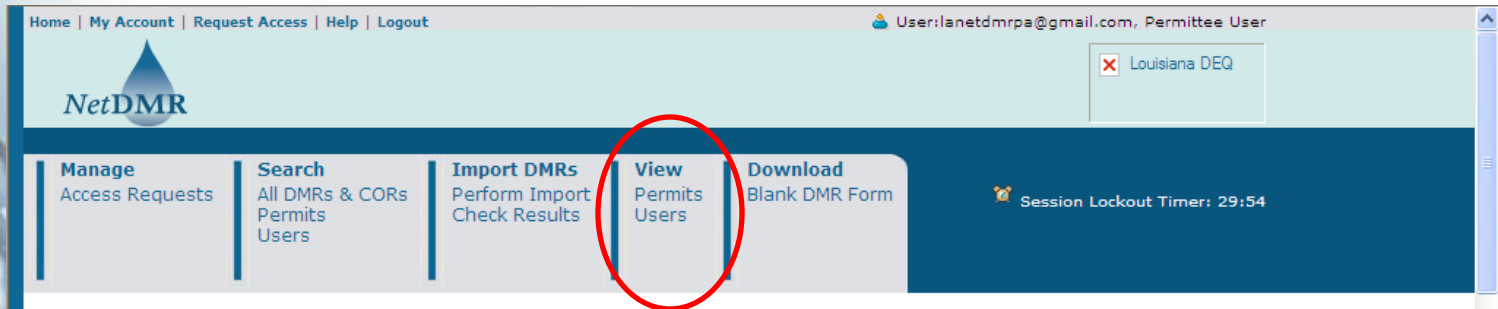 Home | My Account | Request Access | Help | Logout
User:lanetdmrpa@gmail.com, Permittee User
Louisiana DEQ
NetDMR
Manage
Access Requests
Search
All DMRs & CORs
Permits
Users
Import DMRs
Perform Import
Check Results
View
Permits
Users
Download
Blank DMR Form
Session Lockout Timer: 29:54